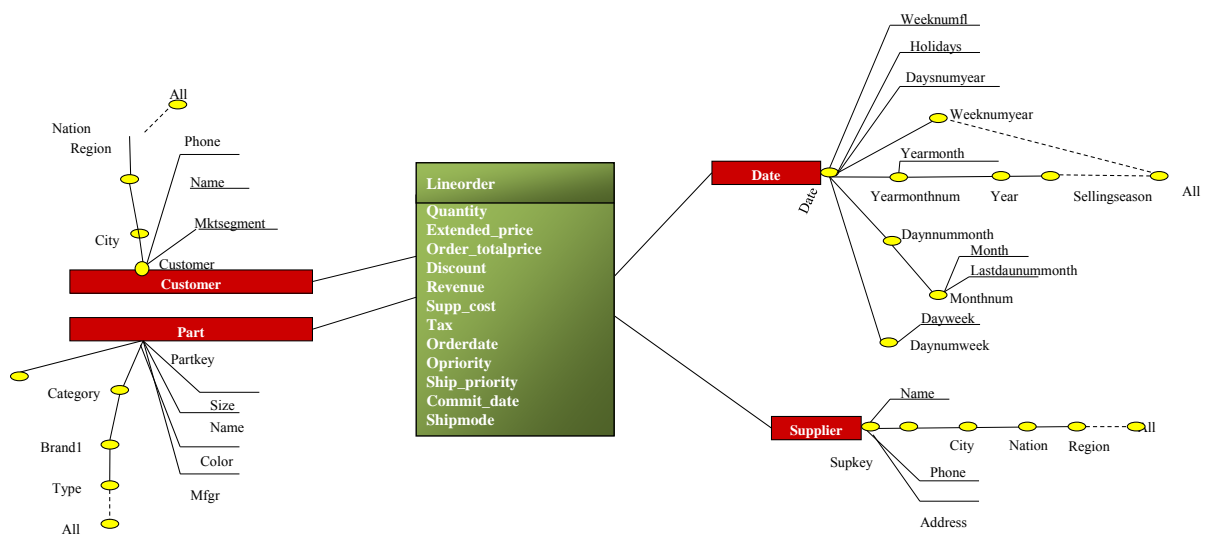 All
Nation
Region
Phone
Name
Mktsegment
City
Customer
Customer
Part
Partkey
Category
Size
Name
Brand1
Color
Type
Mfgr
All
Lineorder
Quantity
Extended_price
Order_totalprice
Discount
Revenue
Supp_cost
Tax
Orderdate
Opriority
Ship_priority
Commit_date
Shipmode
Weeknumfl
Holidays
Daysnumyear
Weeknumyear
Date
Date
Yearmonth
Yearmonthnum
Year
Sellingseason
All
Daynnummonth
Month
Lastdaunummonth
Monthnum
Dayweek
Daynumweek
Name
Supplier
Supkey
City
Nation
Region
All
Phone
Address